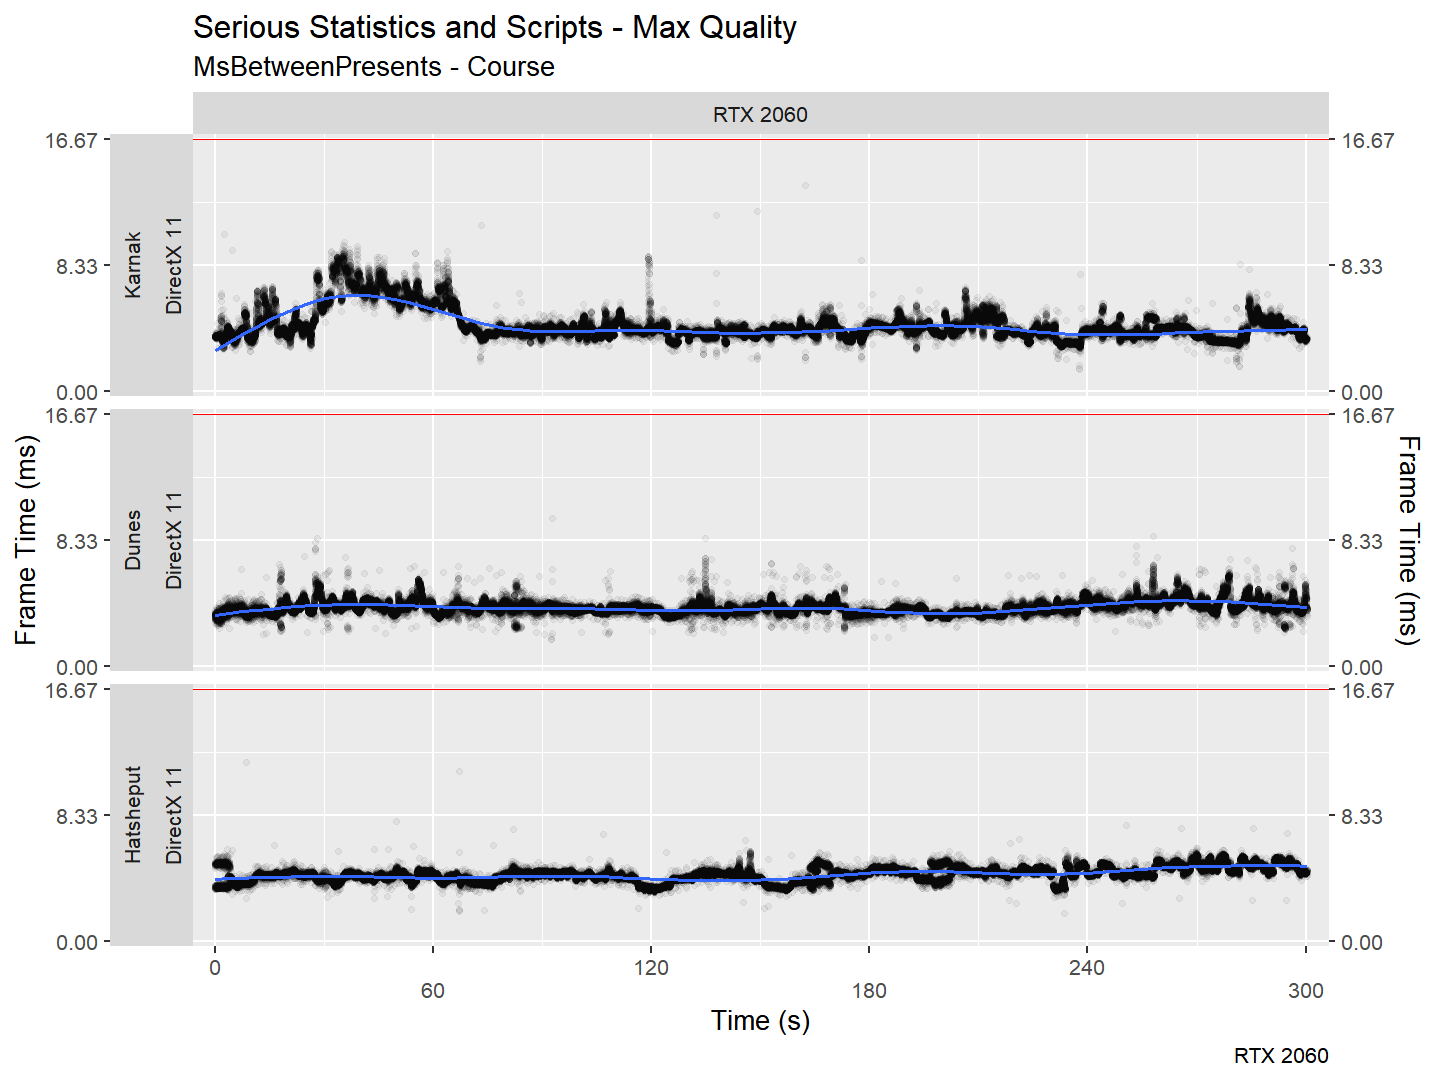 Serious Statistics and Scripts - Max Quality
MsBetweenPresents - Course
RTX 2060
16.67
8.33
0.00
Karnak
DirectX 11
16.67
8.33
0.00
16.67
8.33
0.00
Dunes
DirectX 11
16.67
8.33
0.00
16.67
8.33
0.00
Hatsheput
DirectX 11
16.67
8.33
0.00
Frame Time (ms)
Frame Time (ms)
0
60
120
180
240
300
Time (s)
RTX 2060